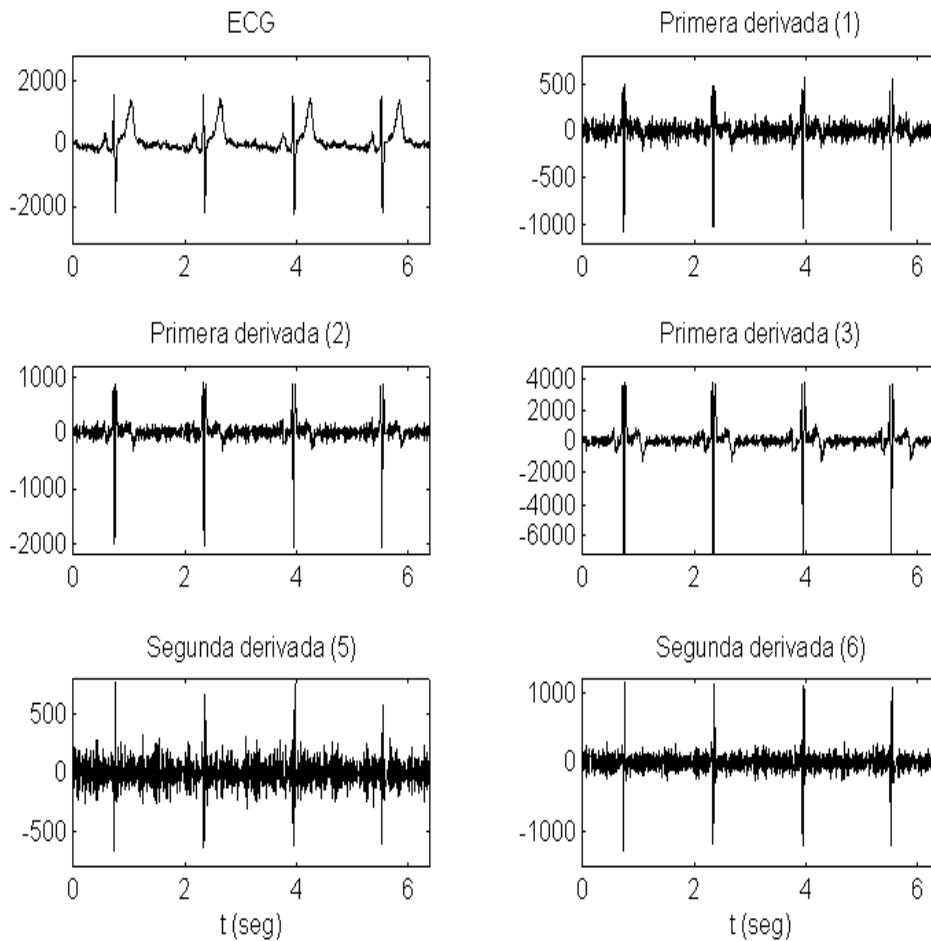 ECG
2000
0
-2000
0 2 4 6
Primera derivada (1)
500
0
-500
-1000
0 2 4 6
Primera derivada (2)
1000
0
-1000
-2000
0 2 4 6
Primera derivada (3)
4000
2000
0
-2000
-4000
-6000
0 2 4 6
Segunda derivada (5)
500
0
-500
0 2 4 6
t (seg)
Segunda derivada (6)
1000
0
-1000
0 2 4 6
t (seg)